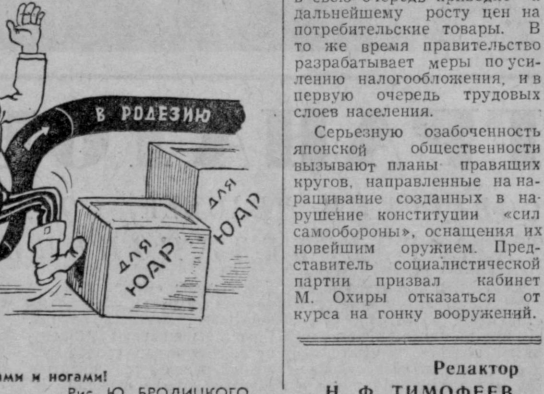 В РОДЕЗИЮ
ДЛЯ
ЮАР
ДЛЯ
ЮАР
ами и ногами!
Рис. Ю. БРОДИЦКОГО
дальнейшему росту цен на
потребительские товары. В
то же время правительство
разрабатывает меры по уси-
лению налогообложения, и в
первую очередь трудовых
слоев населения.
Серьезную озабоченность
японской общественности
вызывают планы правящих
кругов, направленные на на-
ращивание созданных в на-
рушение конституции «сил
самообороны», оснащения их
новейшим оружием. Пред-
ставитель социалистической
партии призвал кабинет
М. Охиры отказаться от
курса на гонку вооружений.
Редактор
Н. Ф. ТИМОФЕЕВ